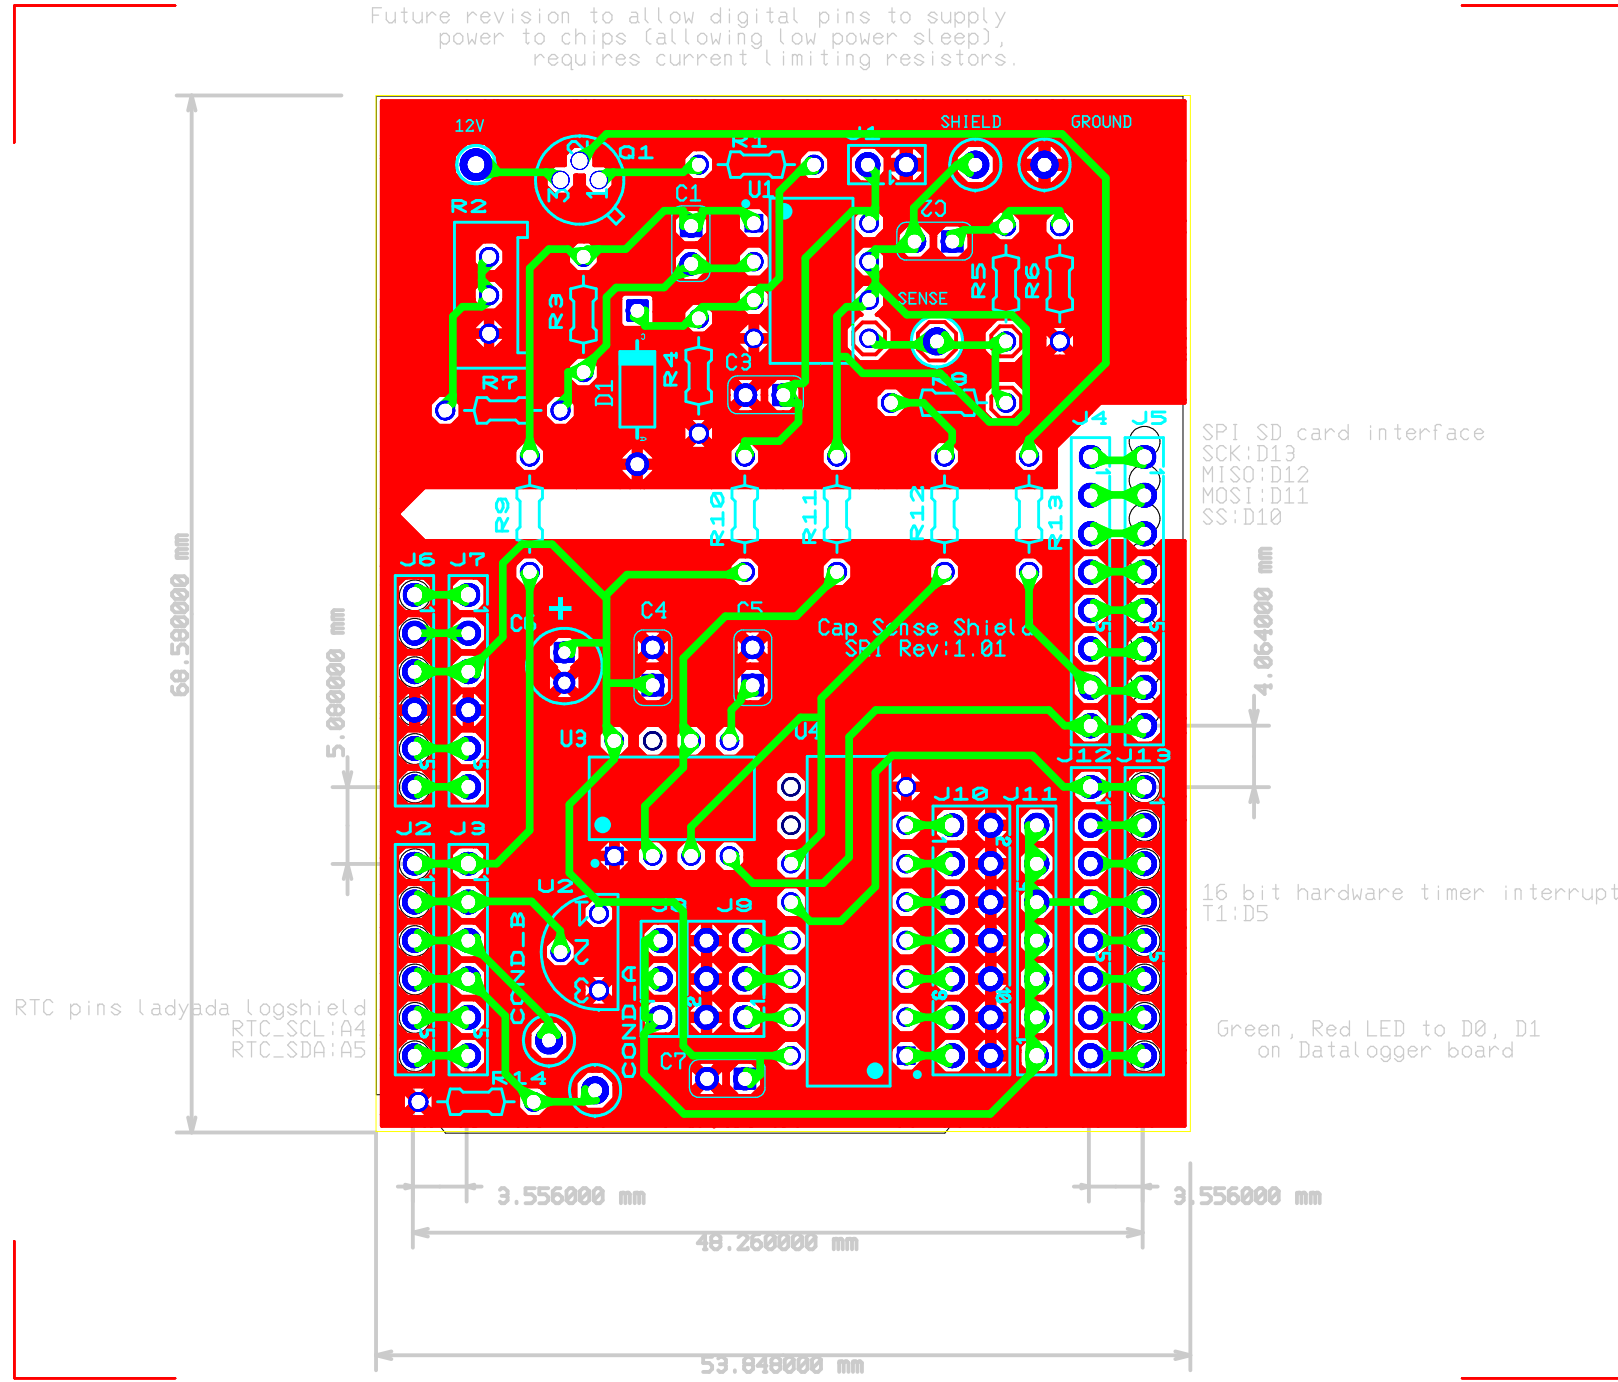 Future revision to allow digital pins to supply
power to chips (allowing low power sleep),
requires current limiting resistors.
12V
SHIELD
GROUND
Q1
2
3
1
R1
J1
R2
C1
U1
C2
R3
R5
R6
SENSE
R4
C3
D1
R7
J4
J5
SPI SD card interface
SCK:D13
MISO:D12
MOSI:D11
SS:D10
R9
R10
R11
R12
R13
J6
J7
C6
+
C4
C5
Cap Sense Shield
SPI Rev:1.01
68.580000 mm
5.080000 mm
4.064000 mm
U3
U4
J12
J13
J10
J11
J2
J3
U2
1
2
3
J9
COND_B
COND_A
16 bit hardware timer interrupt
T1:D5
RTC pins ladyada logshield
RTC_SCL:A4
RTC_SDA:A5
Green, Red LED to D0, D1
on Datalogger board
C7
R14
3.556000 mm
3.556000 mm
48.260000 mm
53.848000 mm